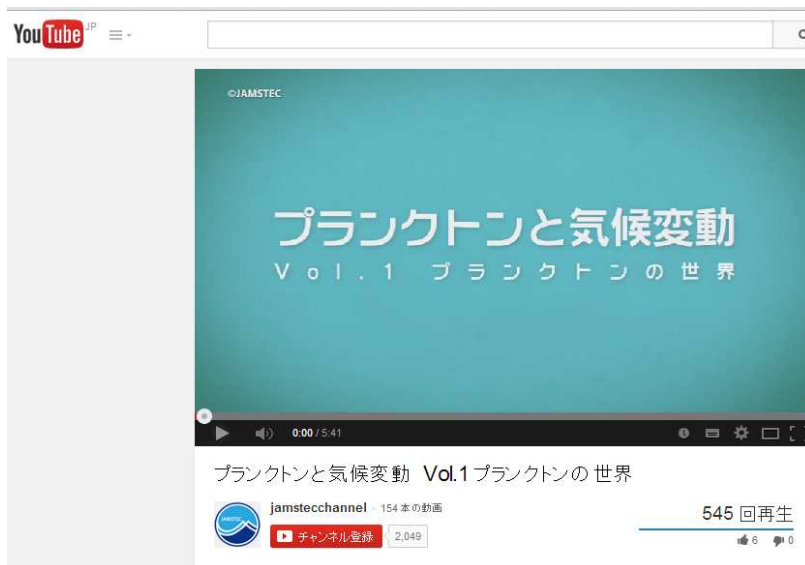 YouTube JP
©JAMSTEC
プランクトンと気候変動
Vol.1 プランクトンの世界
0:00 / 5:41
プランクトンと気候変動 Vol.1 プランクトンの世界
jamstecchannel · 154 本の動画
JAMSTEC
チャンネル登録 2,049
545 回再生
6 0